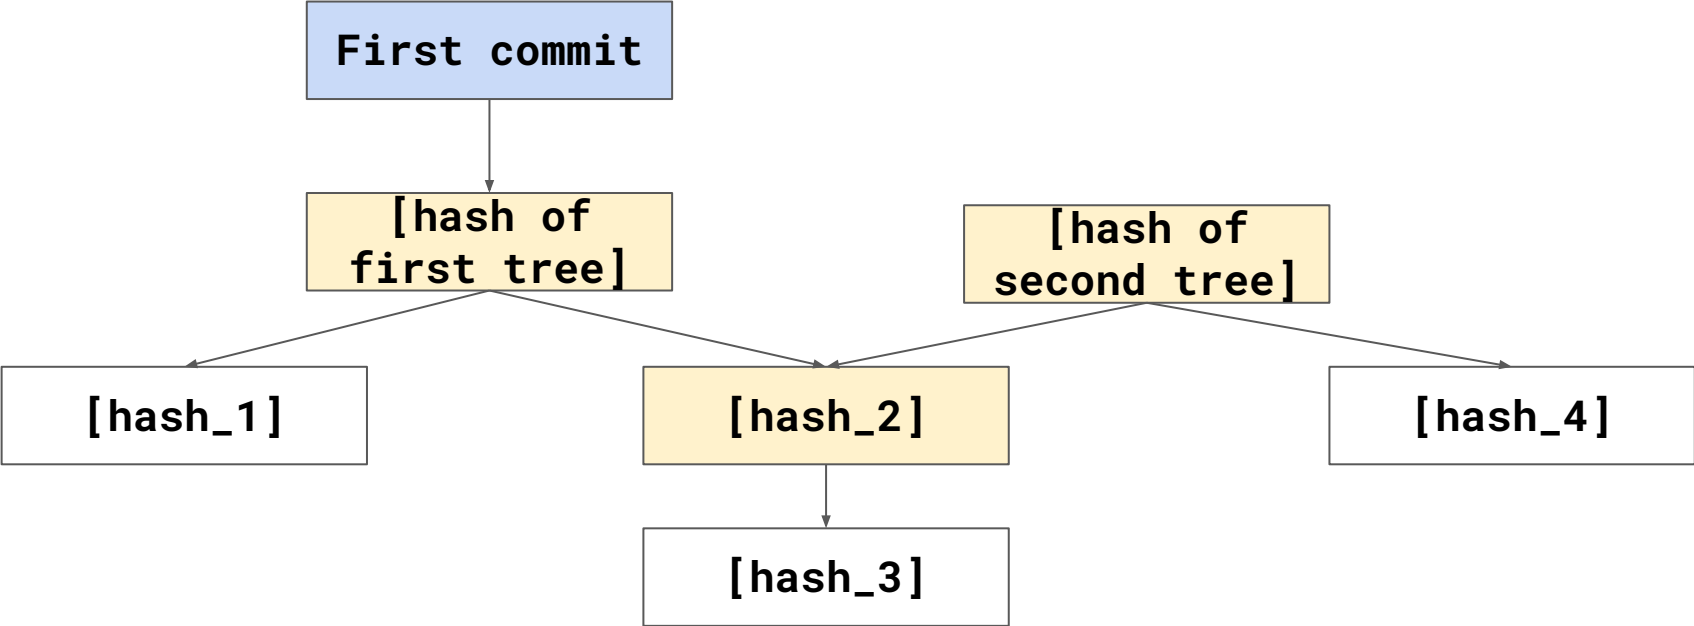 First commit
[hash of
first tree]
[hash of
second tree]
[hash_1]
[hash_2]
[hash_4]
[hash_3]